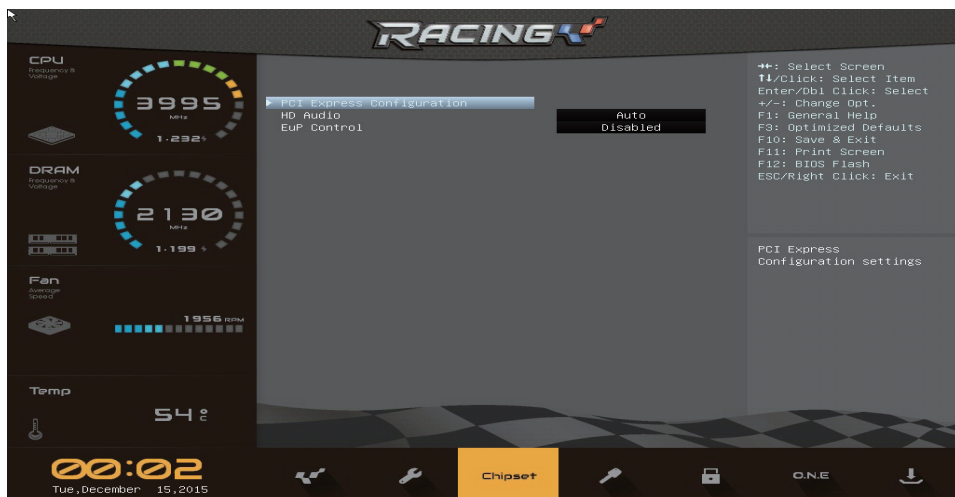 RACING
CPU
Frequency &
Voltage
3995
MHz
1.232
DRAM
Frequency &
Voltage
2130
MHz
1.199
Fan
Average
Speed
1956 RPM
Temp
54 °C
00:02
Tue,December 15,2015
PCI Express Configuration
HD Audio Auto
EuP Control Disabled
→←: Select Screen
↑↓/Click: Select Item
Enter/Dbl Click: Select
+/-: Change Opt.
F1: General Help
F3: Optimized Defaults
F10: Save & Exit
F11: Print Screen
F12: BIOS Flash
ESC/Right Click: Exit
PCI Express
Configuration settings
Chipset
O.N.E